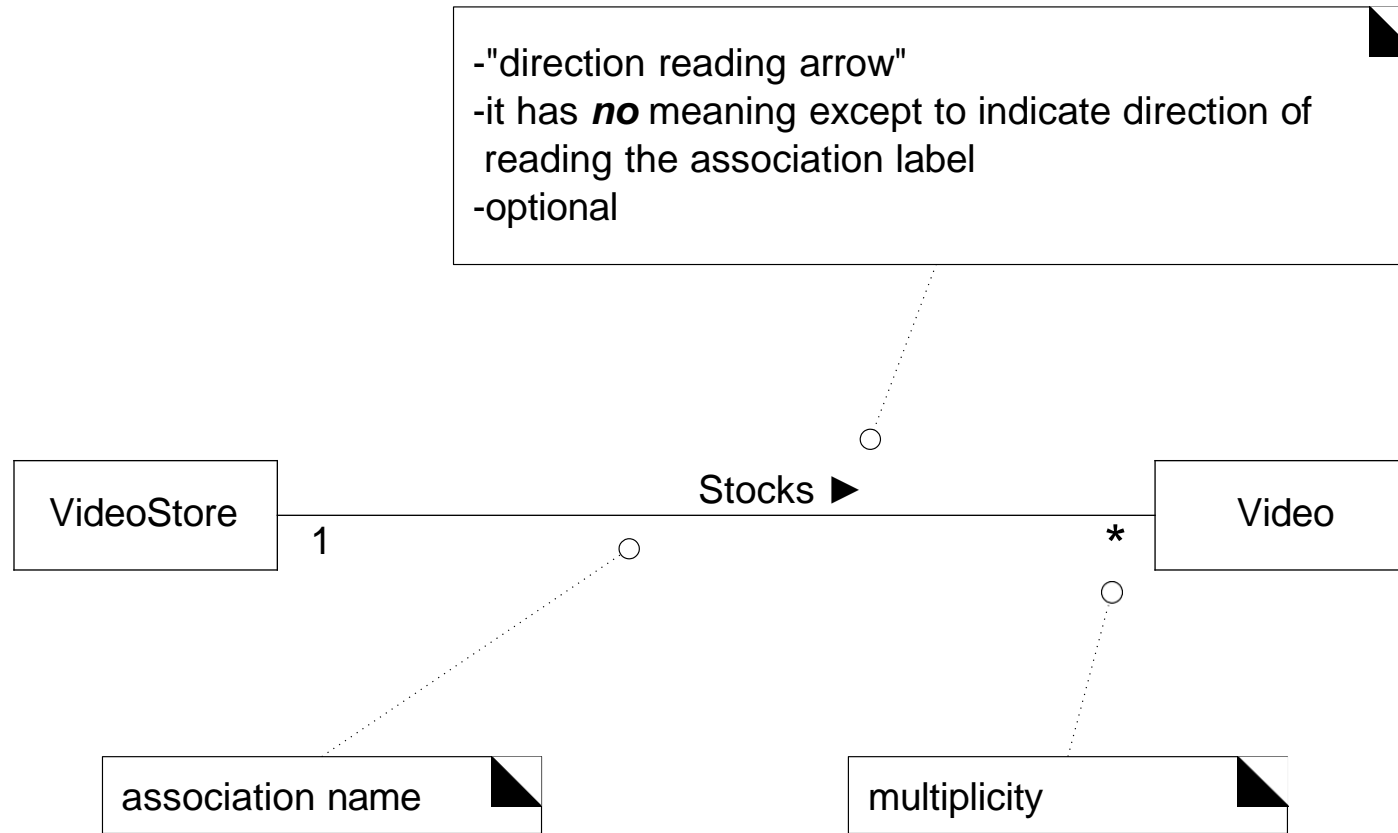 -"direction reading arrow"
-it has no meaning except to indicate direction of
reading the association label
-optional
Stocks ►
VideoStore
Video
1
*
association name
multiplicity